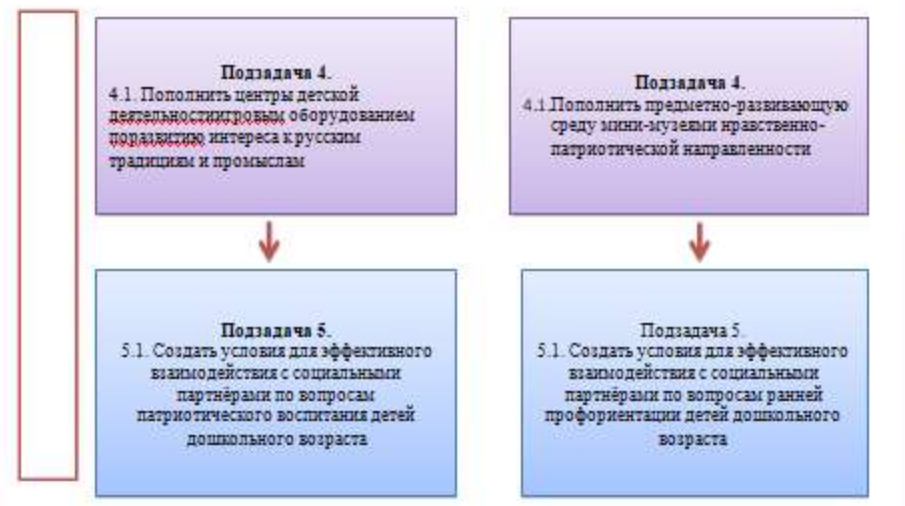 Подзадача 4.
4.1. Пополнить центры детской
деятельностиигровым оборудованием
поразвитию интереса к русским
традициям и промыслам
Подзадача 4.
4.1.Пополнить предметно-развивающую
среду мини-музеями нравственно-
патриотической направленности
Подзадача 5.
5.1. Создать условия для эффективного
взаимодействия с социальными
партнёрами по вопросам
патриотического воспитания детей
дошкольного возраста
Подзадача 5.
5.1. Создать условия для эффективного
взаимодействия с социальными
партнёрами по вопросам ранней
профориентации детей дошкольного
возраста